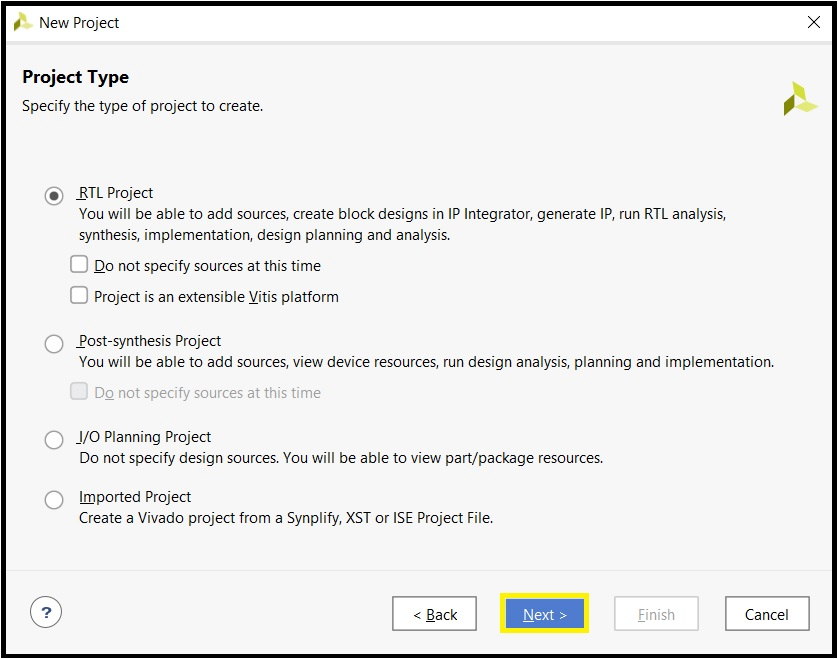 New Project
Project Type
Specify the type of project to create.
RTL Project
You will be able to add sources, create block designs in IP Integrator, generate IP, run RTL analysis,
synthesis, implementation, design planning and analysis.
Do not specify sources at this time
Project is an extensible Vitis platform
Post-synthesis Project
You will be able to add sources, view device resources, run design analysis, planning and implementation.
Do not specify sources at this time
I/O Planning Project
Do not specify design sources. You will be able to view part/package resources.
Imported Project
Create a Vivado project from a Synplify, XST or ISE Project File.
? < Back Next > Finish Cancel